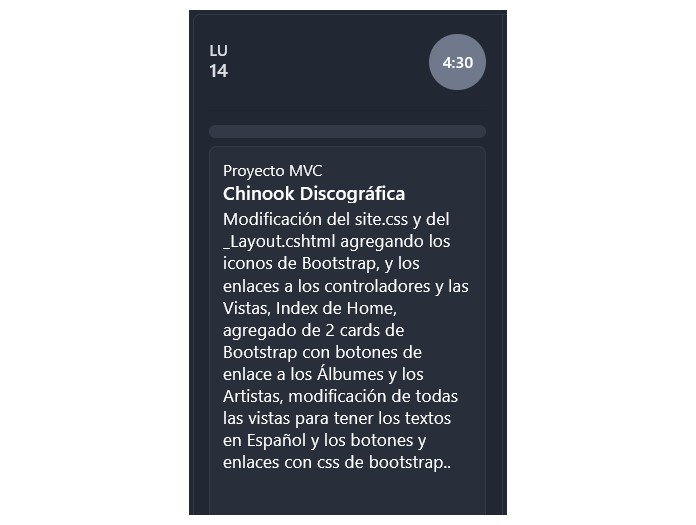 LU
14
4:30
Proyecto MVC
Chinook Discográfica
Modificación del site.css y del
_Layout.cshtml agregando los
iconos de Bootstrap, y los
enlaces a los controladores y las
Vistas, Index de Home,
agregado de 2 cards de
Bootstrap con botones de
enlace a los Álbumes y los
Artistas, modificación de todas
las vistas para tener los textos
en Español y los botones y
enlaces con css de bootstrap..